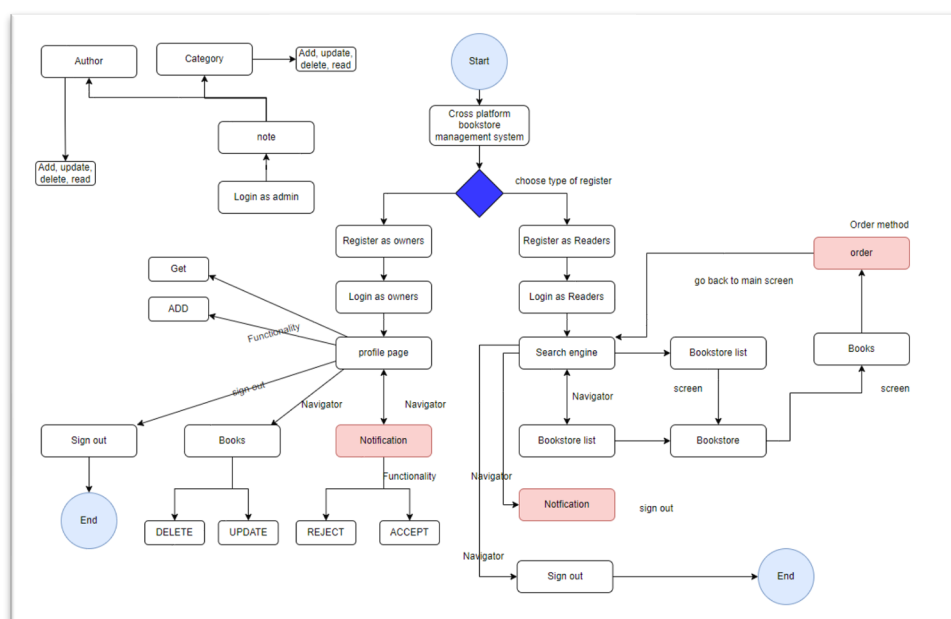 Author
Category
Add, update,
delete, read
Start
Cross platform
bookstore
management system
note
Add, update,
delete, read
Login as admin
choose type of register
Register as owners
Register as Readers
Order method
order
Get
go back to main screen
Login as owners
Login as Readers
ADD
Functionality
profile page
Search engine
Bookstore list
Books
sign out
Navigator
Navigator
Navigator
screen
screen
Sign out
Books
Notification
Bookstore list
Bookstore
Functionality
Navigator
Notfication
sign out
End
DELETE
UPDATE
REJECT
ACCEPT
Navigator
Sign out
End